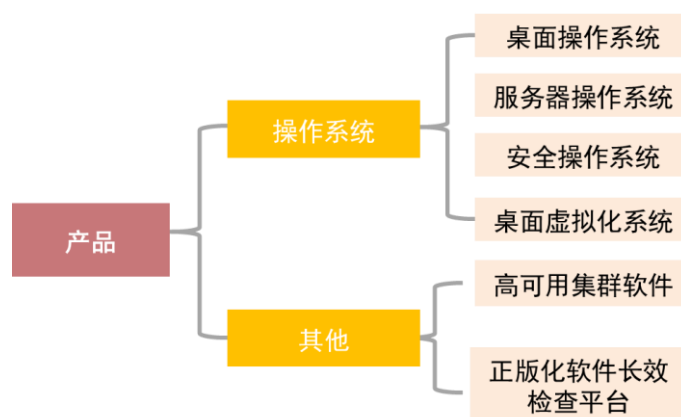 产品
操作系统
桌面操作系统
服务器操作系统
安全操作系统
桌面虚拟化系统
其他
高可用集群软件
正版化软件长效
检查平台